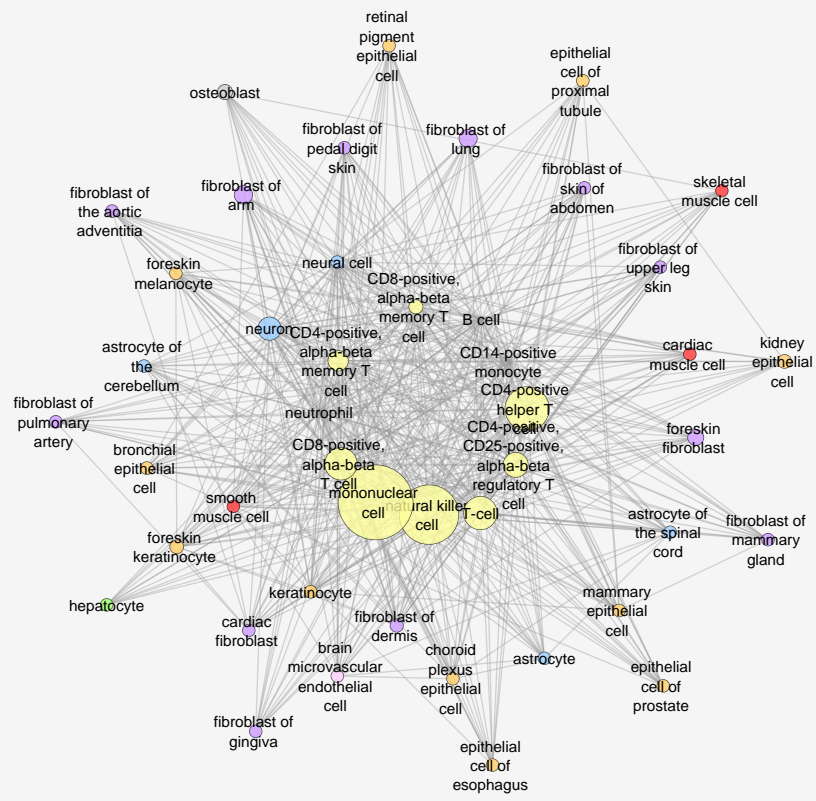 retinal
pigment
epithelial
cell
epithelial
cell of
proximal
tubule
osteoblast
fibroblast of
pedal digit
skin
fibroblast of
lung
fibroblast of
skin of
abdomen
skeletal
muscle cell
fibroblast of
arm
fibroblast of
the aortic
adventitia
foreskin
melanocyte
neural cell
fibroblast of
upper leg
skin
CD8-positive,
alpha-beta
memory T
cell
B cell
neuron
CD4-positive,
alpha-beta
memory T
cell
CD14-positive
monocyte
cardiac
muscle cell
kidney
epithelial
cell
astrocyte of
the
cerebellum
CD4-positive
helper T
cell
neutrophil
fibroblast of
pulmonary
artery
CD4-positive,
CD25-positive,
alpha-beta
regulatory T
cell
foreskin
fibroblast
bronchial
epithelial
cell
CD8-positive,
alpha-beta
T cell
mononuclear
cell
natural killer
cell
T-cell
smooth
muscle cell
astrocyte of
the spinal
cord
fibroblast of
mammary
gland
foreskin
keratinocyte
hepatocyte
keratinocyte
mammary
epithelial
cell
cardiac
fibroblast
fibroblast of
dermis
brain
microvascular
endothelial
cell
choroid
plexus
epithelial
cell
astrocyte
epithelial
cell of
prostate
fibroblast of
gingiva
epithelial
cell of
esophagus